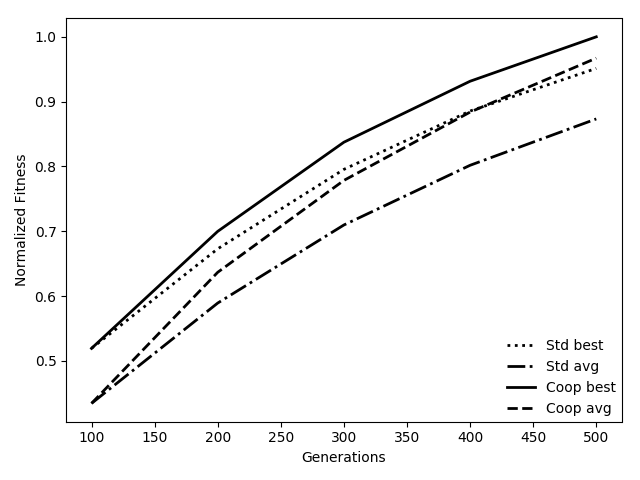 1.0
0.9
0.8
0.7
0.6
0.5
Normalized Fitness
100 150 200 250 300 350 400 450 500
Generations
Std best
Std avg
Coop best
Coop avg